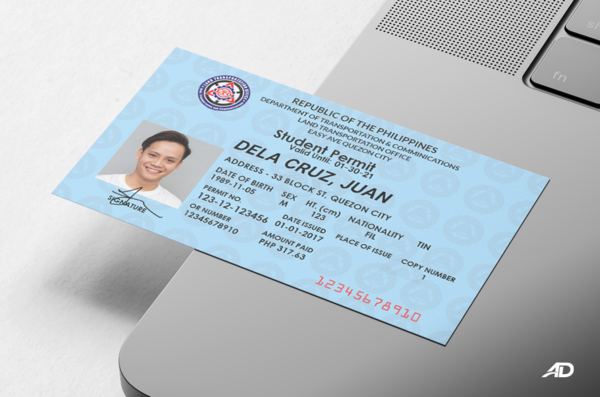 REPUBLIC OF THE PHILIPPINES
DEPARTMENT OF TRANSPORTATION & COMMUNICATIONS
LAND TRANSPORTATION OFFICE
EASY AVE QUEZON CITY
Student Permit
Valid Until: 01-30-21
DELA CRUZ, JUAN
ADDRESS - 33 BLOCK ST. QUEZON CITY
DATE OF BIRTH SEX HT. (cm) NATIONALITY TIN
1989-11-05 M 123 FIL
PERMIT NO. DATE ISSUED PLACE OF ISSUE COPY NUMBER
123-12-123456 01-01-2017 1
OR NUMBER AMOUNT PAID
12345678910 PHP 317.63
SIGNATURE
12345678910
fn
AD